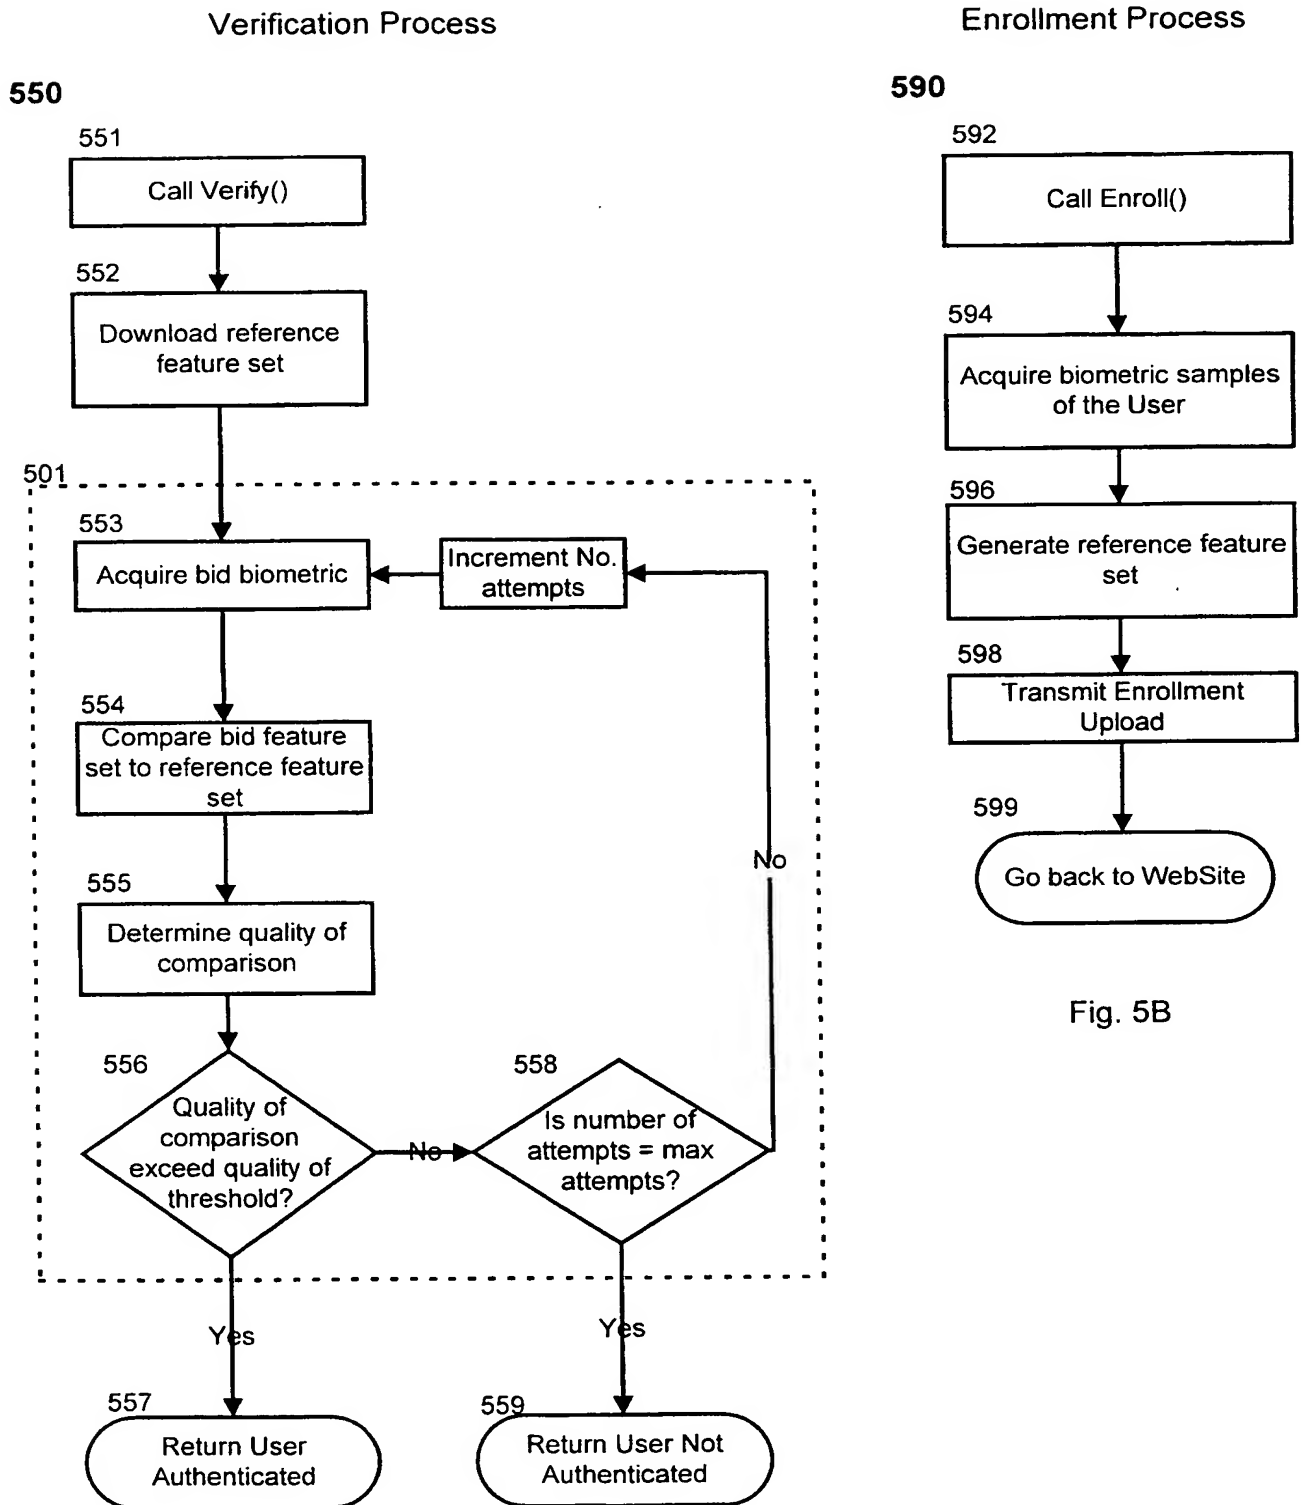 Verification Process
550
551
Call Verify()
552
Download reference
feature set
501
553
Acquire bid biometric
Increment No.
attempts
554
Compare bid feature
set to reference feature
set
No
555
Determine quality of
comparison
556
Quality of
comparison
exceed quality of
threshold?
No
558
Is number of
attempts = max
attempts?
Yes
Yes
557
Return User
Authenticated
559
Return User Not
Authenticated
Enrollment Process
590
592
Call Enroll()
594
Acquire biometric samples
of the User
596
Generate reference feature
set
598
Transmit Enrollment
Upload
599
Go back to WebSite
Fig. 5B